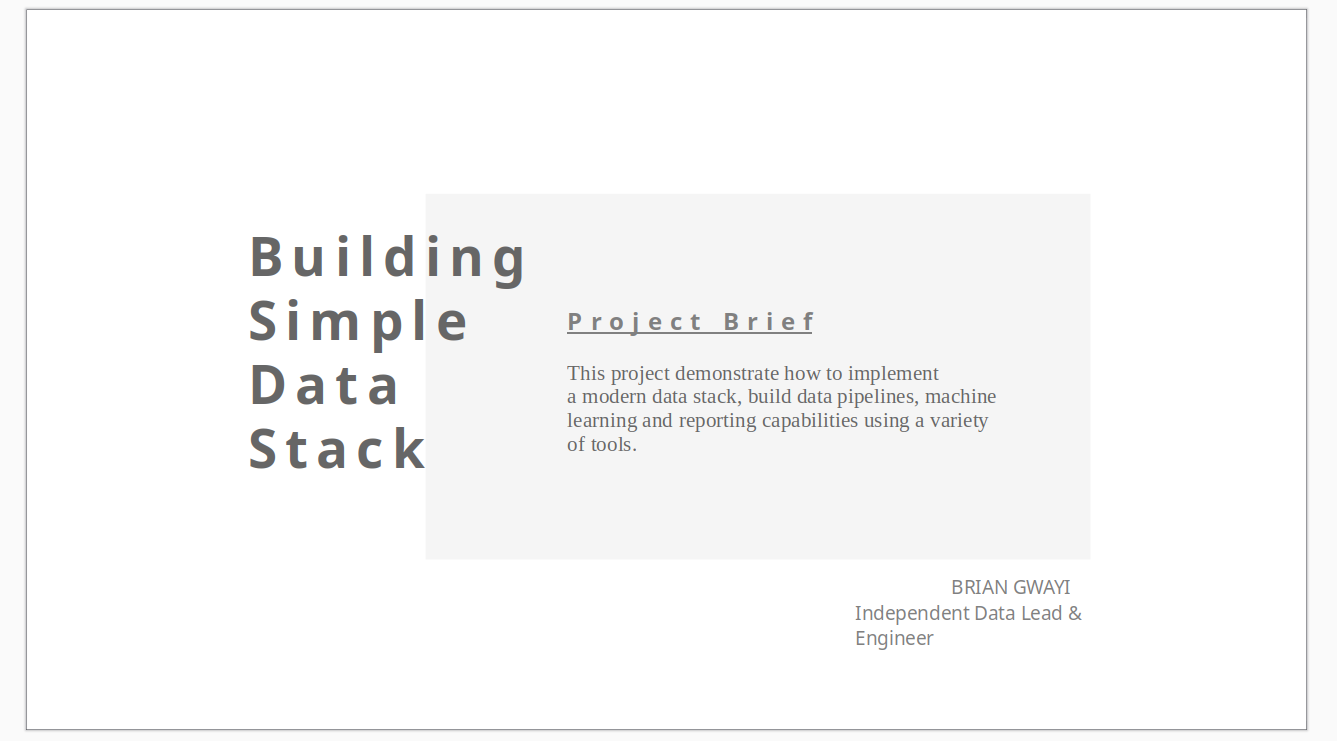 Building
Simple
Data
Stack
Project Brief
This project demonstrate how to implement
a modern data stack, build data pipelines, machine
learning and reporting capabilities using a variety
of tools.
BRIAN GWAYI
Independent Data Lead &
Engineer